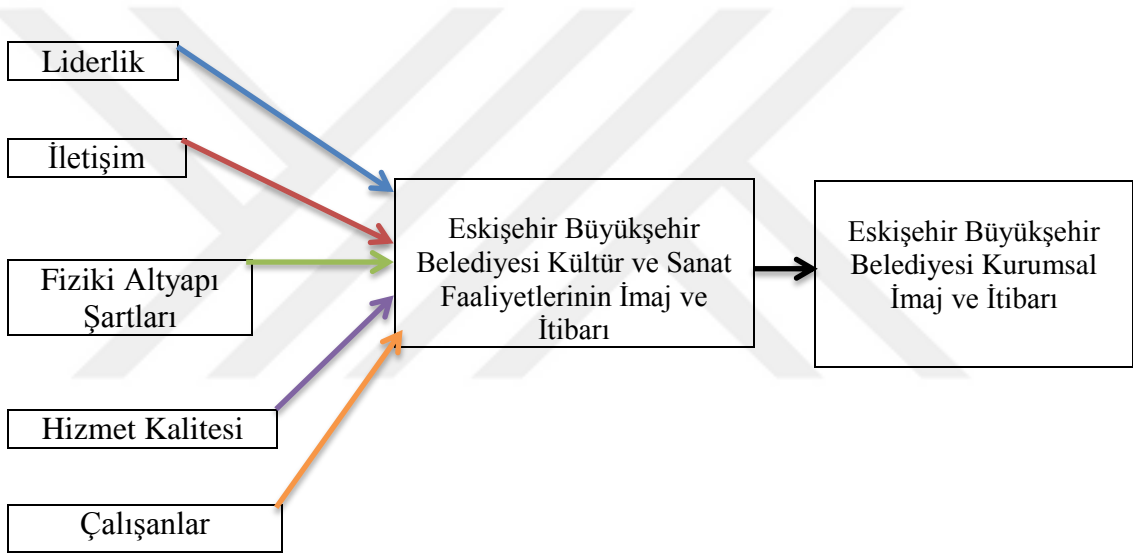 Liderlik
İletişim
Fiziki Altyapı
Şartları
Hizmet Kalitesi
Çalışanlar
Eskişehir Büyükşehir
Belediyesi Kültür ve Sanat
Faaliyetlerinin İmaj ve
İtibarı
Eskişehir Büyükşehir
Belediyesi Kurumsal
İmaj ve İtibarı